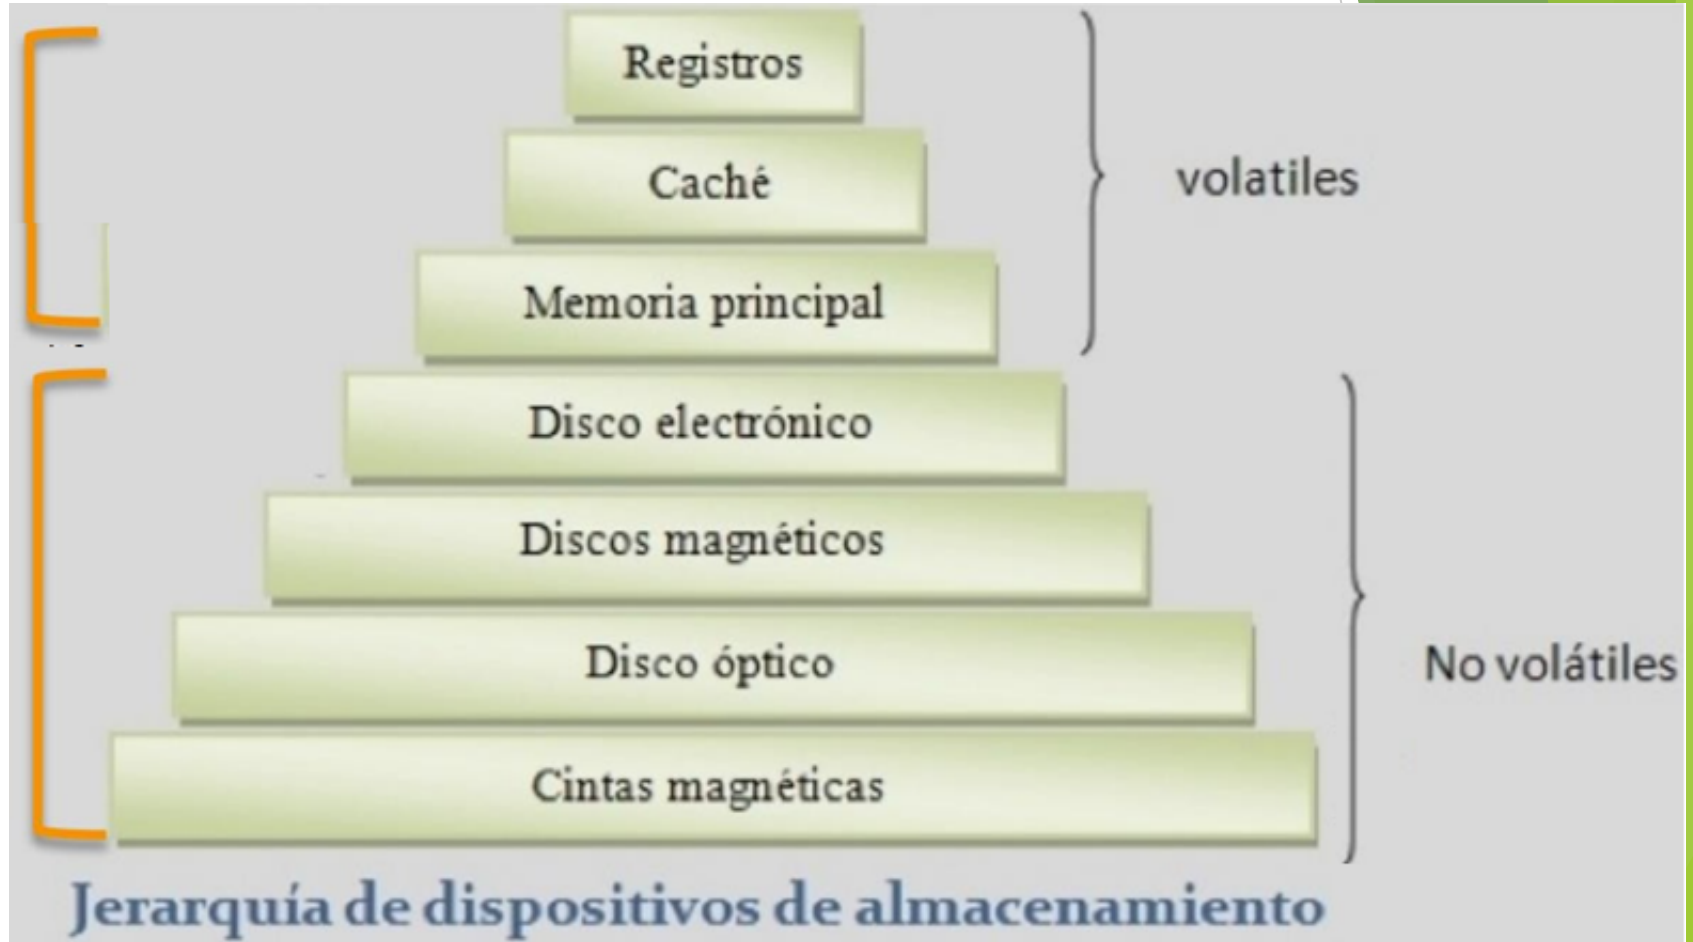 Registros
Caché
volatiles
Memoria principal
Disco electrónico
Discos magnéticos
Disco óptico
No volátiles
Cintas magnéticas
Jerarquía de dispositivos de almacenamiento